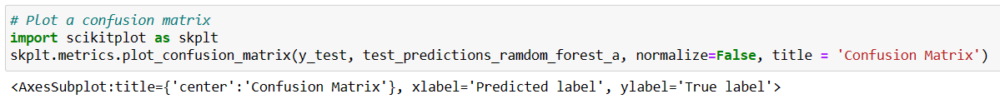 # Plot a confusion matrix
import scikitplot as skplt
skplt.metrics.plot_confusion_matrix(y_test, test_predictions_ramdom_forest_a, normalize=False, title = 'Confusion Matrix')
<AxesSubplot:title={'center':'Confusion Matrix'}, xlabel='Predicted label', ylabel='True label'>